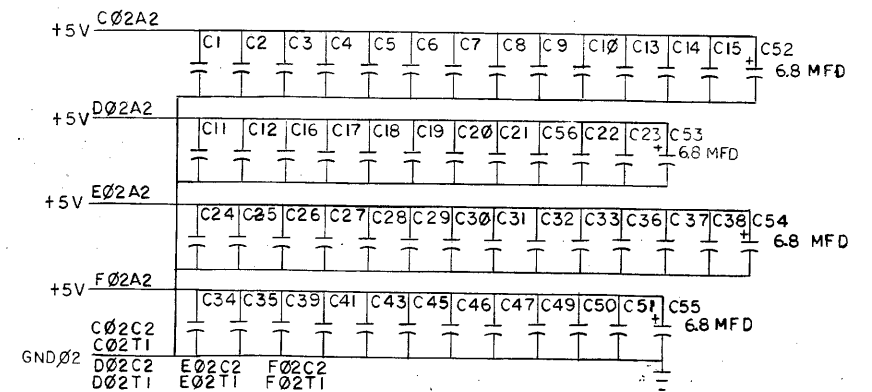 +5V CØ2A2
C1 C2 C3 C4 C5 C6 C7 C8 C9 C1Ø C13 C14 C15 C52
+ 6.8 MFD
+5V DØ2A2
C11 C12 C16 C17 C18 C19 C2Ø C21 C56 C22 C23 C53
+ 6.8 MFD
+5V EØ2A2
C24 C25 C26 C27 C28 C29 C3Ø C31 C32 C33 C36 C37 C38 C54
+ 6.8 MFD
+5V FØ2A2
C34 C35 C39 C41 C43 C45 C46 C47 C49 C50 C51 C55
+ 6.8 MFD
CØ2C2
CØ2T1
GNDØ2
DØ2C2 EØ2C2 FØ2C2
DØ2T1 EØ2T1 FØ2T1